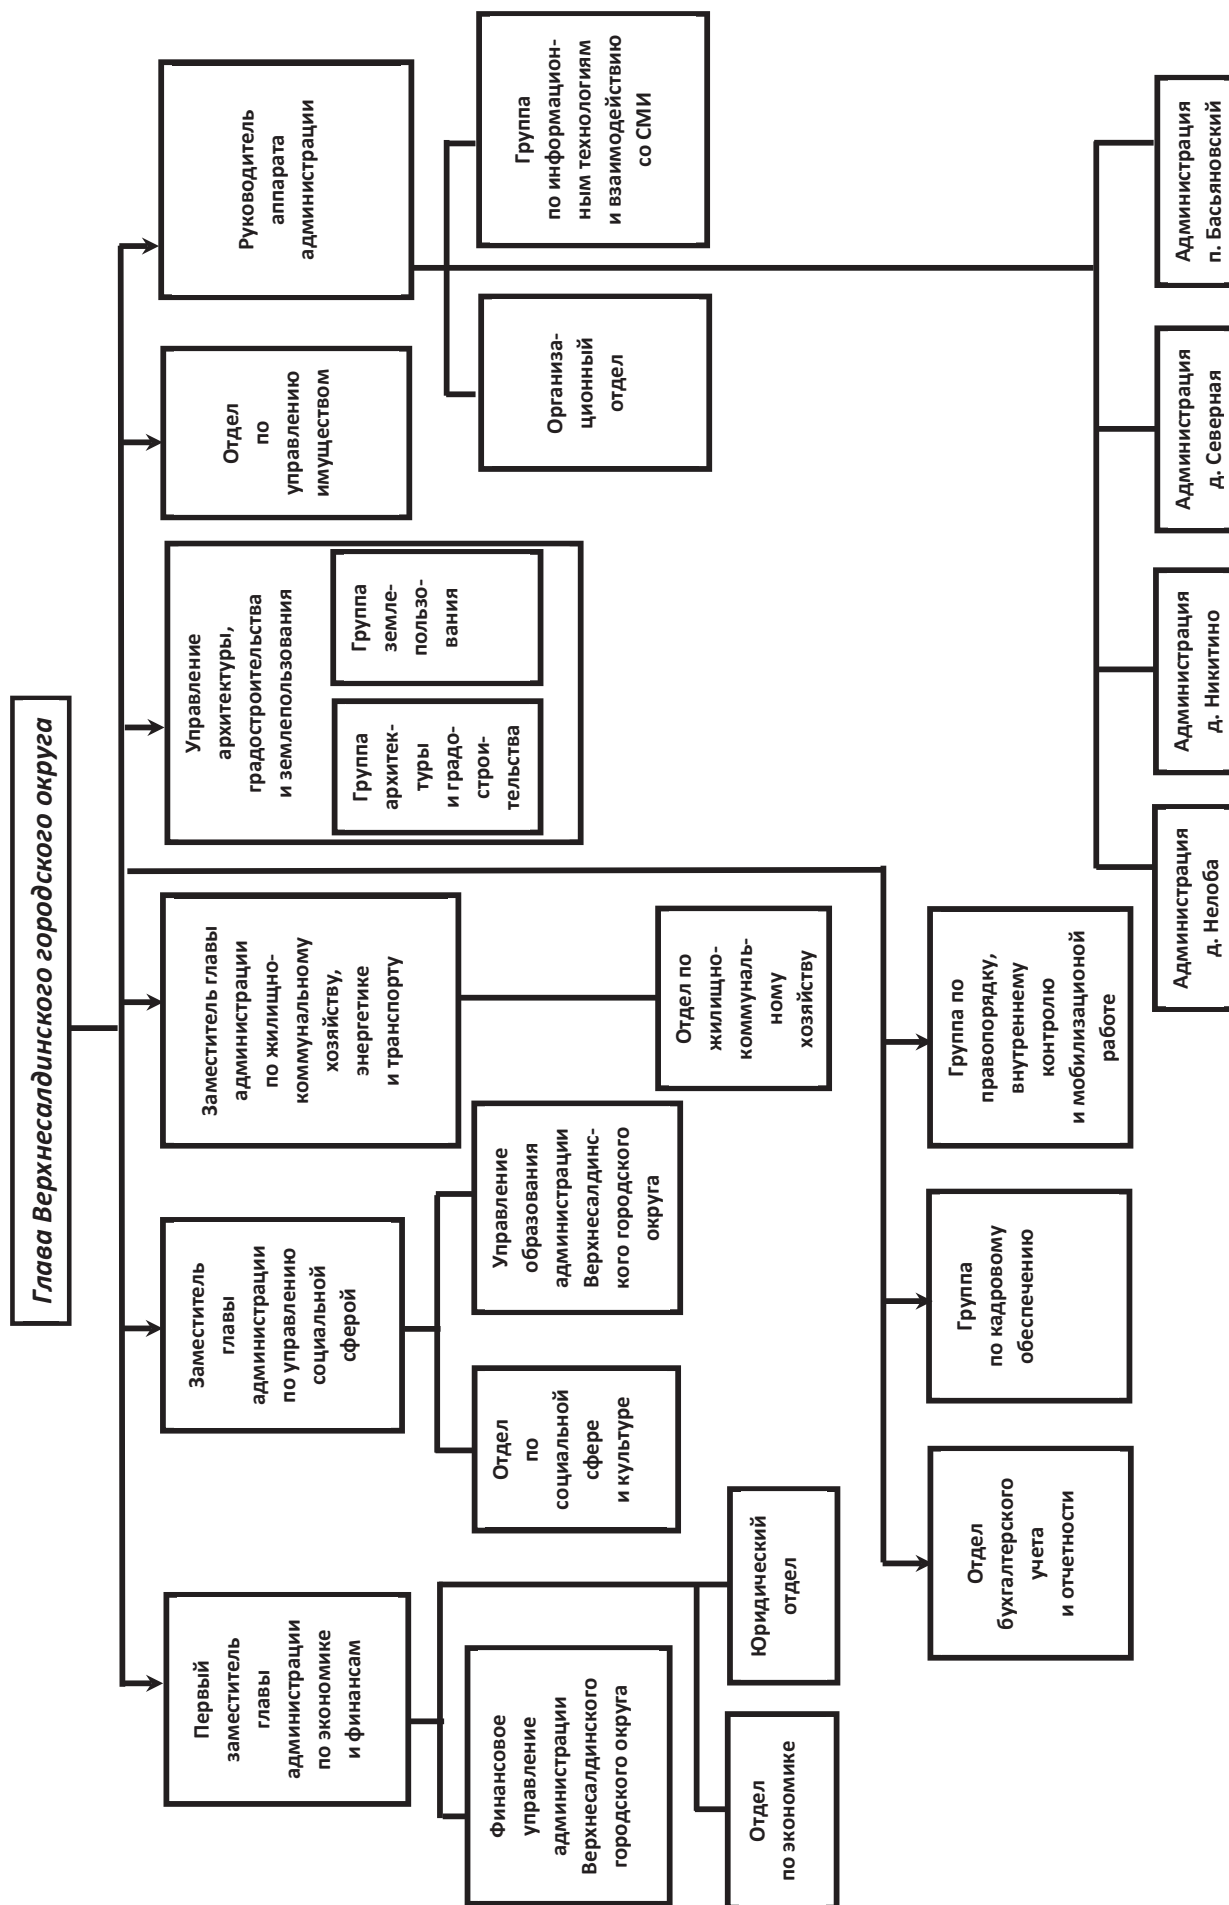 Глава Верхнесалдинского городского округа
Первый
заместитель
главы
администрации
по экономике
и финансам
Заместитель
главы
администрации
по управлению
социальной
сферой
Заместитель главы
администрации
по жилищно-
коммунальному
хозяйству,
энергетике
и транспорту
Управление
архитектуры,
градостроительства
и землепользования
Группа
архитек-
туры
и градо-
строи-
тельства
Группа
земле-
пользо-
вания
Отдел
по
управлению
имуществом
Руководитель
аппарата
администрации
Финансовое
управление
администрации
Верхнесалдинского
городского округа
Отдел
по
социальной
сфере
и культуре
Управление
образования
администрации
Верхнесалдинс-
кого городского
округа
Организа-
ционный
отдел
Группа
по информацион-
ным технологиям
и взаимодействию
со СМИ
Отдел по
жилищно-
коммуналь-
ному
хозяйству
Отдел
по экономике
Юридический
отдел
Отдел
бухгалтерского
учета
и отчетности
Группа
по кадровому
обеспечению
Группа по
правопорядку,
внутреннему
контролю
и мобилизационой
работе
Администрация
д. Нелоба
Администрация
д. Никитино
Администрация
д. Северная
Администрация
п. Басьяновский